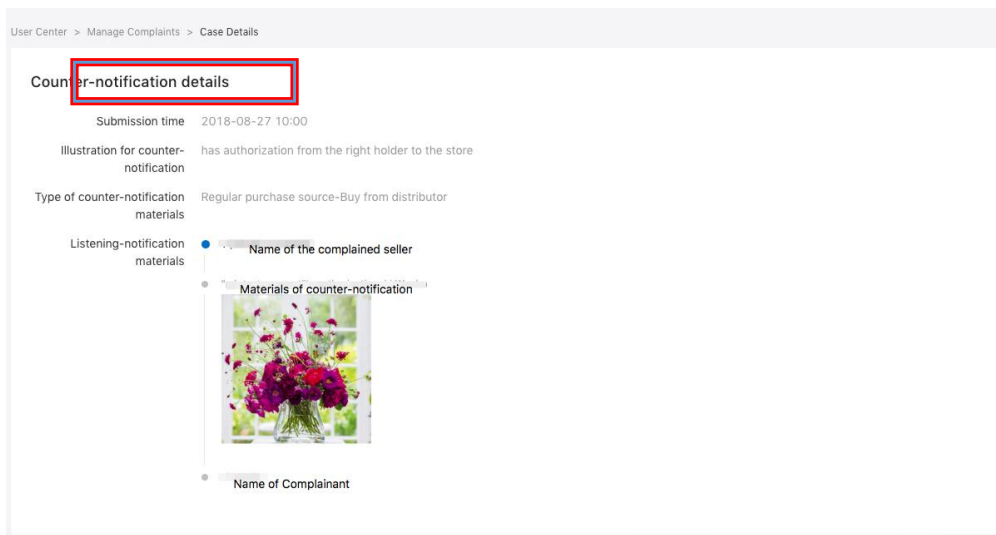 User Center > Manage Complaints > Case Details
Counter-notification details
Submission time 2018-08-27 10:00
Illustration for counter- has authorization from the right holder to the store
notification
Type of counter-notification Regular purchase source-Buy from distributor
materials
Listening-notification Name of the complained seller
materials
Materials of counter-notification
Name of Complainant